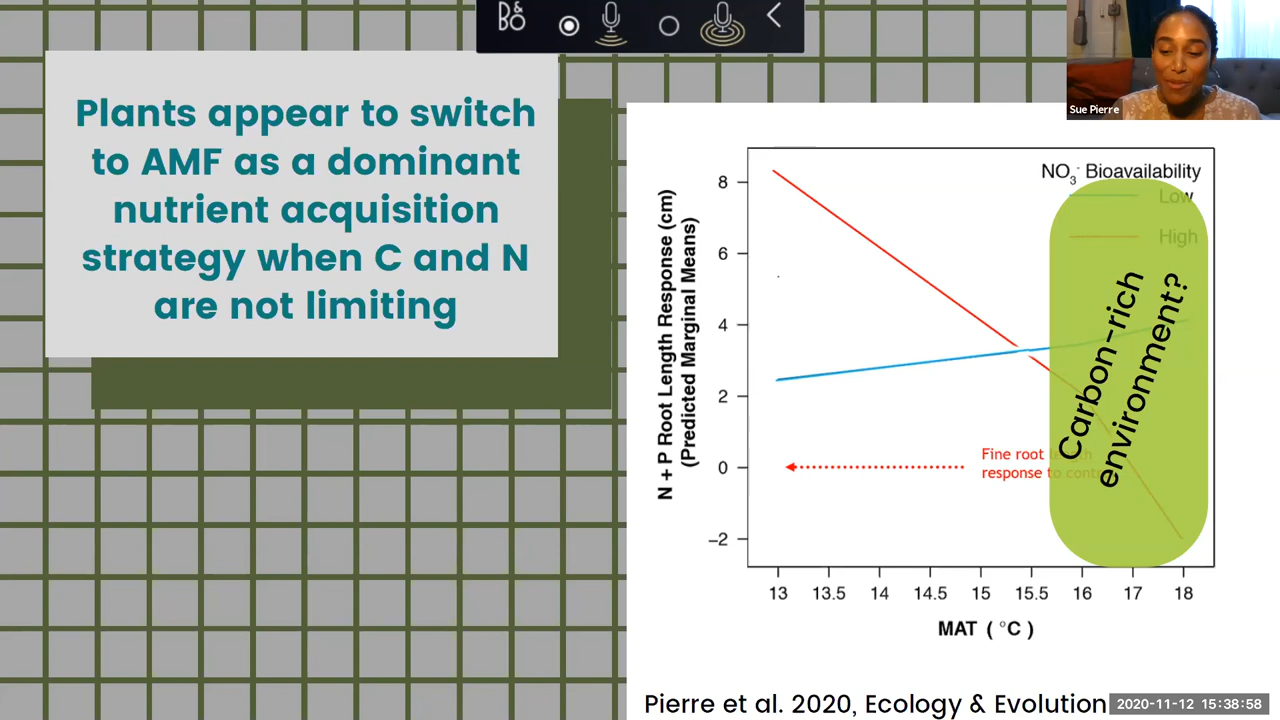 Plants appear to switch
to AMF as a dominant
nutrient acquisition
strategy when C and N
are not limiting
B&O
Sue Pierre
N + P Root Length Response (cm)
(Predicted Marginal Means)
8
6
4
2
0
−2
NO3- Bioavailability
Low
High
Carbon-rich
environment?
Fine root
response to
13 13.5 14 14.5 15 15.5 16 17 18
MAT ( °C )
Pierre et al. 2020, Ecology & Evolution
2020-11-12 15:38:58